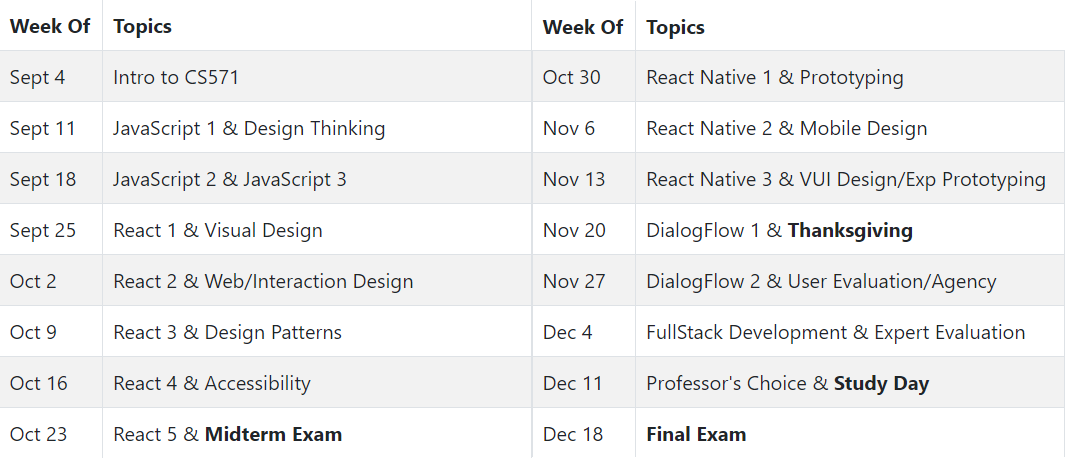 Week Of Topics
Sept 4 Intro to CS571
Sept 11 JavaScript 1 & Design Thinking
Sept 18 JavaScript 2 & JavaScript 3
Sept 25 React 1 & Visual Design
Oct 2 React 2 & Web/Interaction Design
Oct 9 React 3 & Design Patterns
Oct 16 React 4 & Accessibility
Oct 23 React 5 & Midterm Exam
Week Of Topics
Oct 30 React Native 1 & Prototyping
Nov 6 React Native 2 & Mobile Design
Nov 13 React Native 3 & VUI Design/Exp Prototyping
Nov 20 DialogFlow 1 & Thanksgiving
Nov 27 DialogFlow 2 & User Evaluation/Agency
Dec 4 FullStack Development & Expert Evaluation
Dec 11 Professor's Choice & Study Day
Dec 18 Final Exam